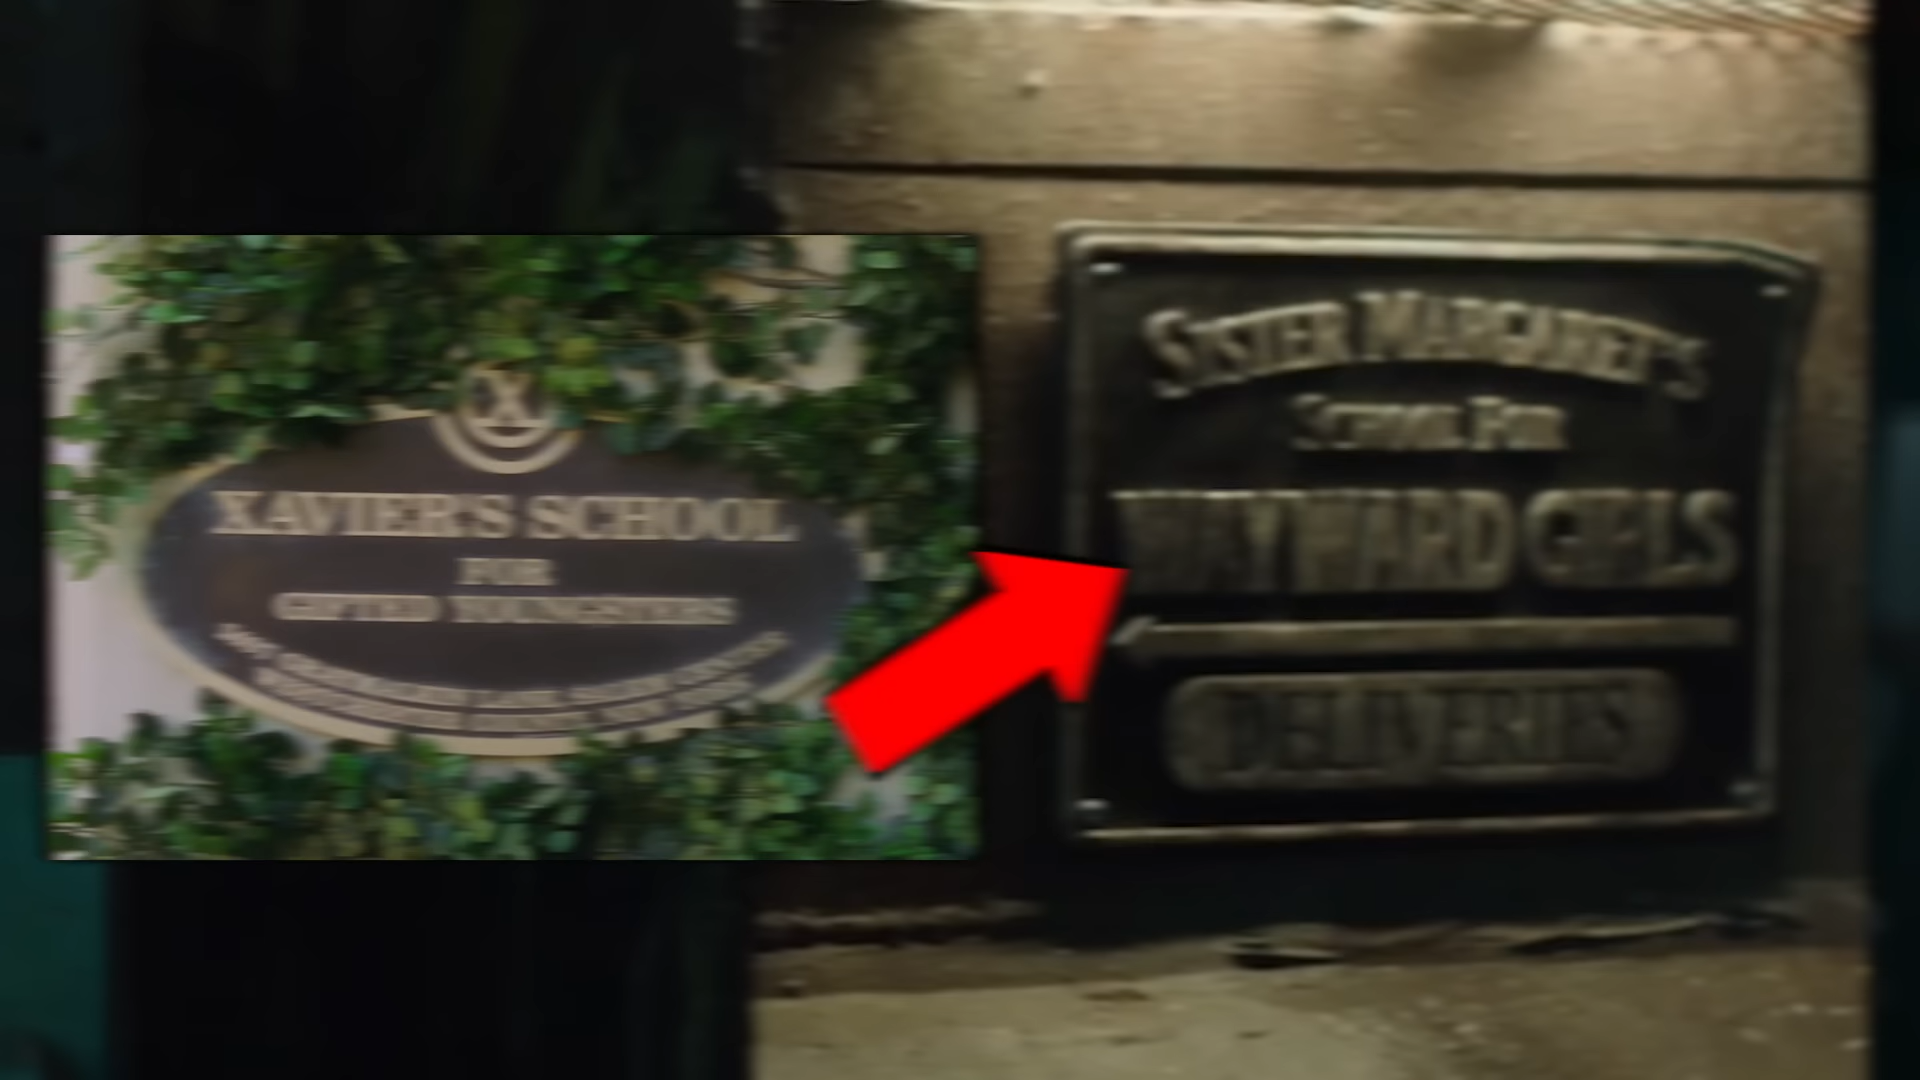 X
XAVIER'S SCHOOL
FOR
GIFTED YOUNGSTERS
SISTER MARGARET'S
SCHOOL FOR
WAYWARD GIRLS
DELIVERIES